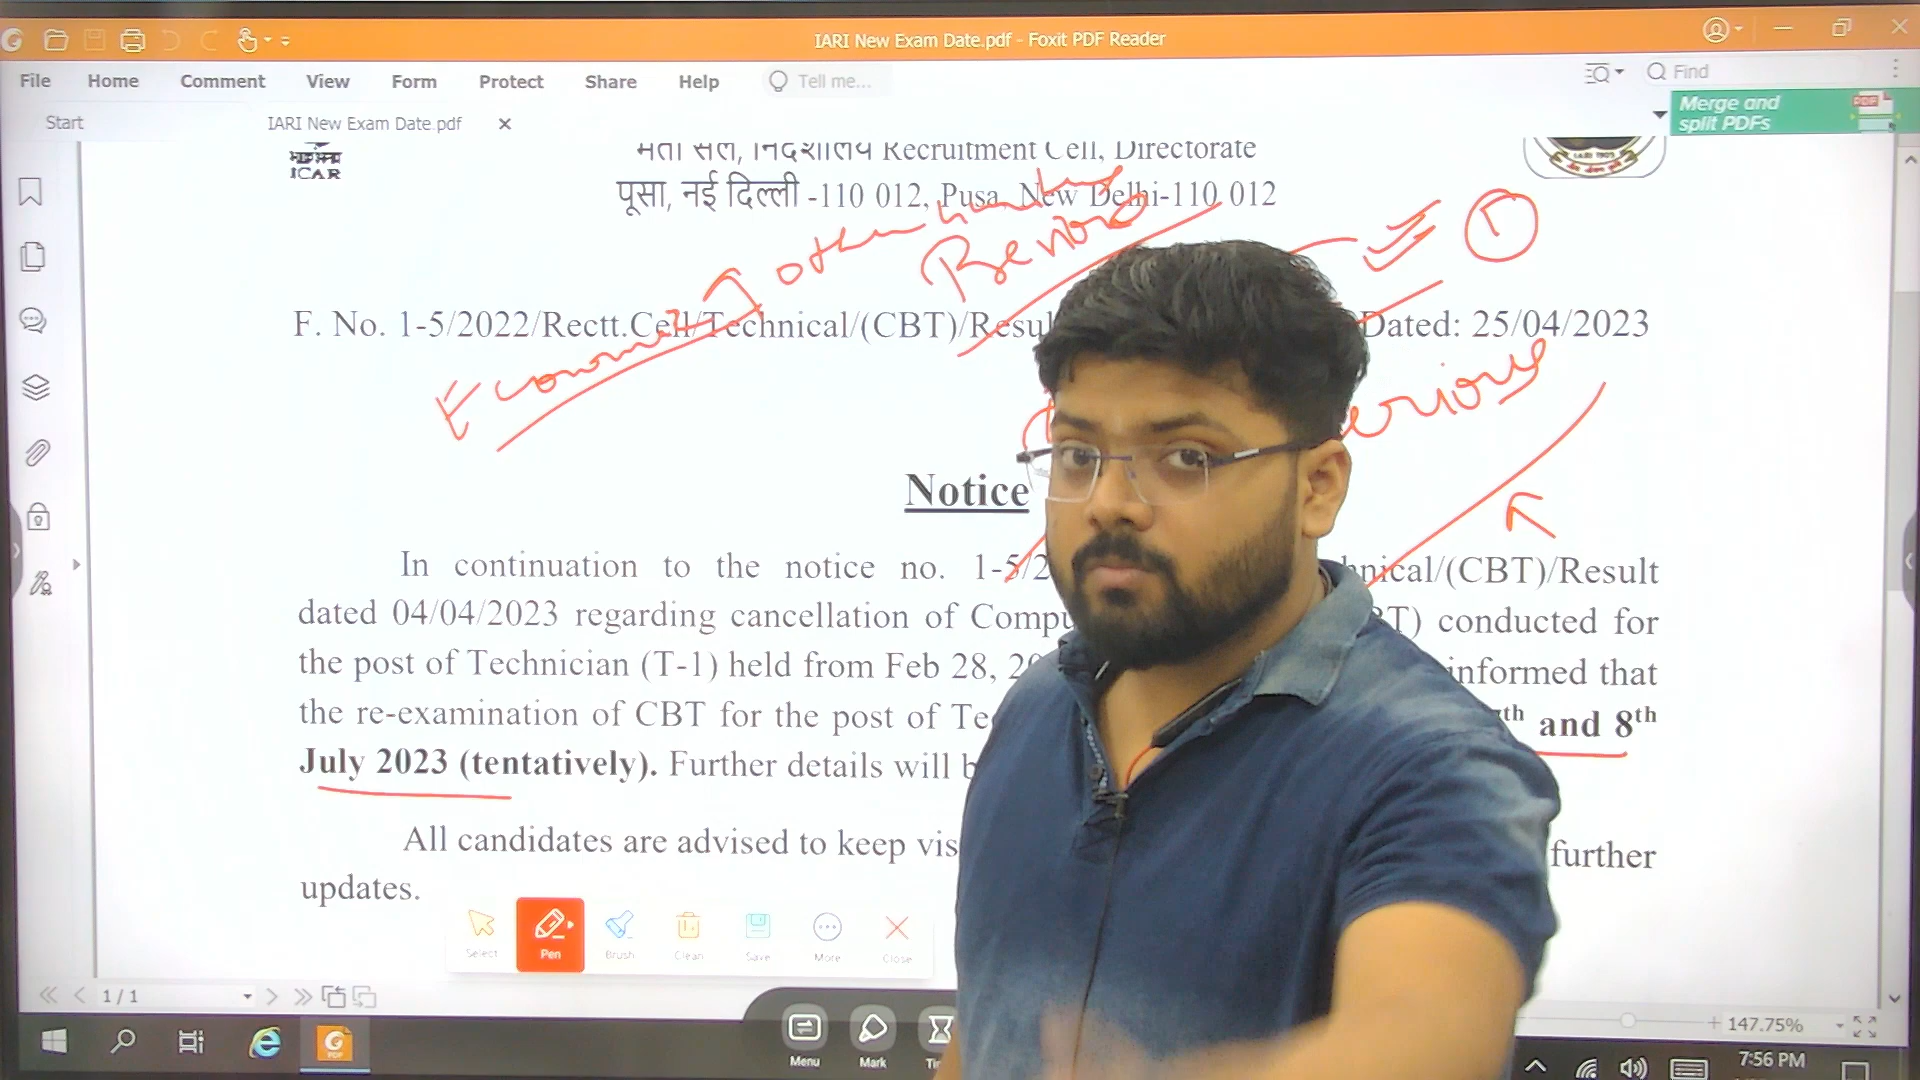 IARI New Exam Date.pdf - Foxit PDF Reader
File Home Comment View Form Protect Share Help Tell me... Find
Start IARI New Exam Date.pdf Merge and split PDFs
ICAR
Recruitment Cell, Directorate
पूसा, नई दिल्ली -110 012, Pusa, New Delhi-110 012
F. No. 1-5/2022/Rectt.Cell/Technical/(CBT)/Resul Dated: 25/04/2023
Notice
In continuation to the notice no. 1-5/2 hnical/(CBT)/Result
dated 04/04/2023 regarding cancellation of Compu BT) conducted for
the post of Technician (T-1) held from Feb 28, 20 informed that
the re-examination of CBT for the post of Te th and 8th
July 2023 (tentatively). Further details will b
All candidates are advised to keep vis further
updates.
Select Pen Brush Clean Save More Close
1 / 1
Menu Mark
147.75%
7:56 PM